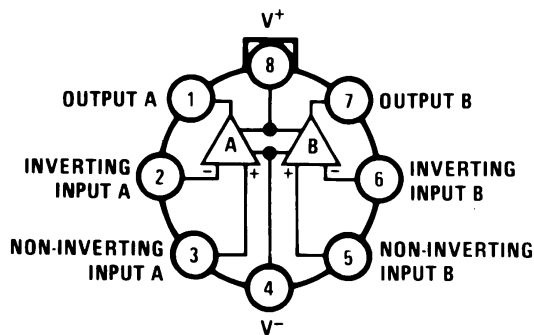 V+
8
OUTPUT A 1
7 OUTPUT B
A
B
INVERTING
INPUT A
2
−
+
+
−
6
INVERTING
INPUT B
NON-INVERTING
INPUT A
3
5
NON-INVERTING
INPUT B
4
V−